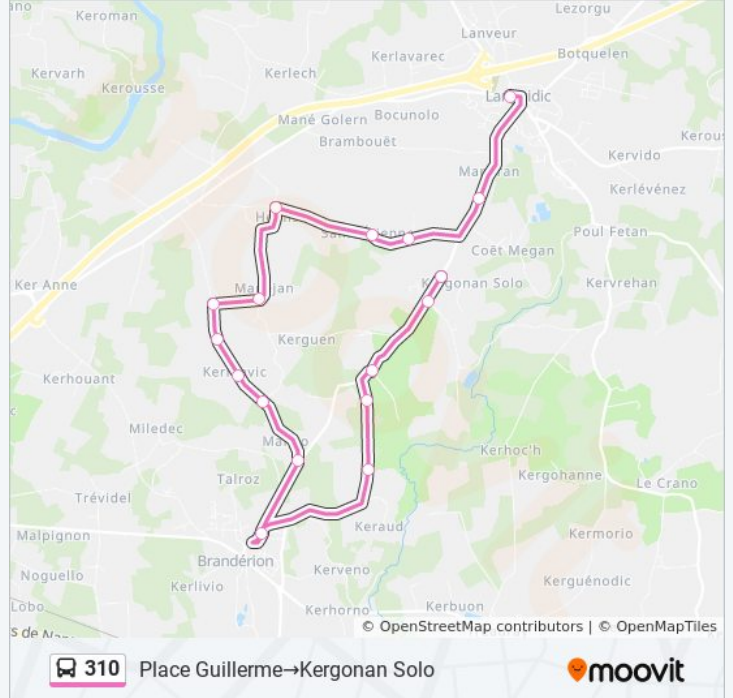 ano
Keroman
Lezorgu
Lanveur
Botquelen
Kerlavarec
Kervarh
Kerlech
Kerousse
Mané Golern
Bocunolo
Brambouët
Kerous
Kervido
Kerlévénez
Poul Fetan
Coët Megan
Ker Anne
Kergonan Solo
Kervrehan
Kerguen
Kerhouant
Miledec
Kerhoc'h
Talroz
Kergohanne
Le Crano
Trévidel
Keraud
Malpignon
Kermorio
Brandérion
Noguello
Kerveno
Kerlivio
Kerguénodic
Lobo
Kerhorno
Kerbuon
© OpenStreetMap contributors | © OpenMapTiles
310 Place Guillerme→Kergonan Solo
moovit